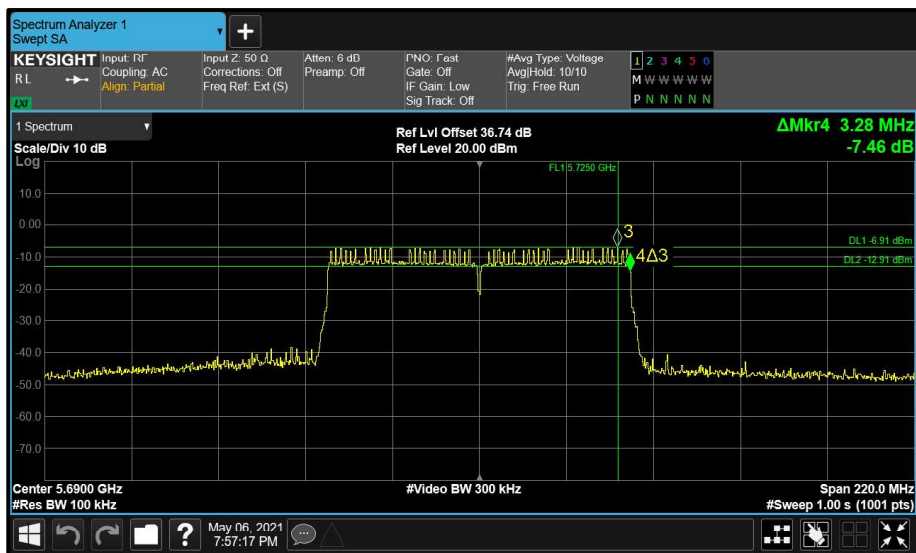 Spectrum Analyzer 1
Swept SA
+
KEYSIGHT
RL
LXI
Input: RF
Coupling: AC
Align: Partial
Input Z: 50 Ω
Corrections: Off
Freq Ref: Ext (S)
Atten: 6 dB
Preamp: Off
PNO: Fast
Gate: Off
IF Gain: Low
Sig Track: Off
#Avg Type: Voltage
Avg|Hold: 10/10
Trig: Free Run
1 2 3 4 5 6
M W W W W W
P N N N N N
1 Spectrum
Scale/Div 10 dB
Log
Ref Lvl Offset 36.74 dB
Ref Level 20.00 dBm
ΔMkr4 3.28 MHz
-7.46 dB
FL1 5.7250 GHz
10.0
0.00
3
DL1 -6.91 dBm
-10.0
4Δ3
DL2 -12.91 dBm
-20.0
-30.0
-40.0
-50.0
-60.0
-70.0
Center 5.6900 GHz
#Video BW 300 kHz
Span 220.0 MHz
#Res BW 100 kHz
#Sweep 1.00 s (1001 pts)
?
May 06, 2021
7:57:17 PM